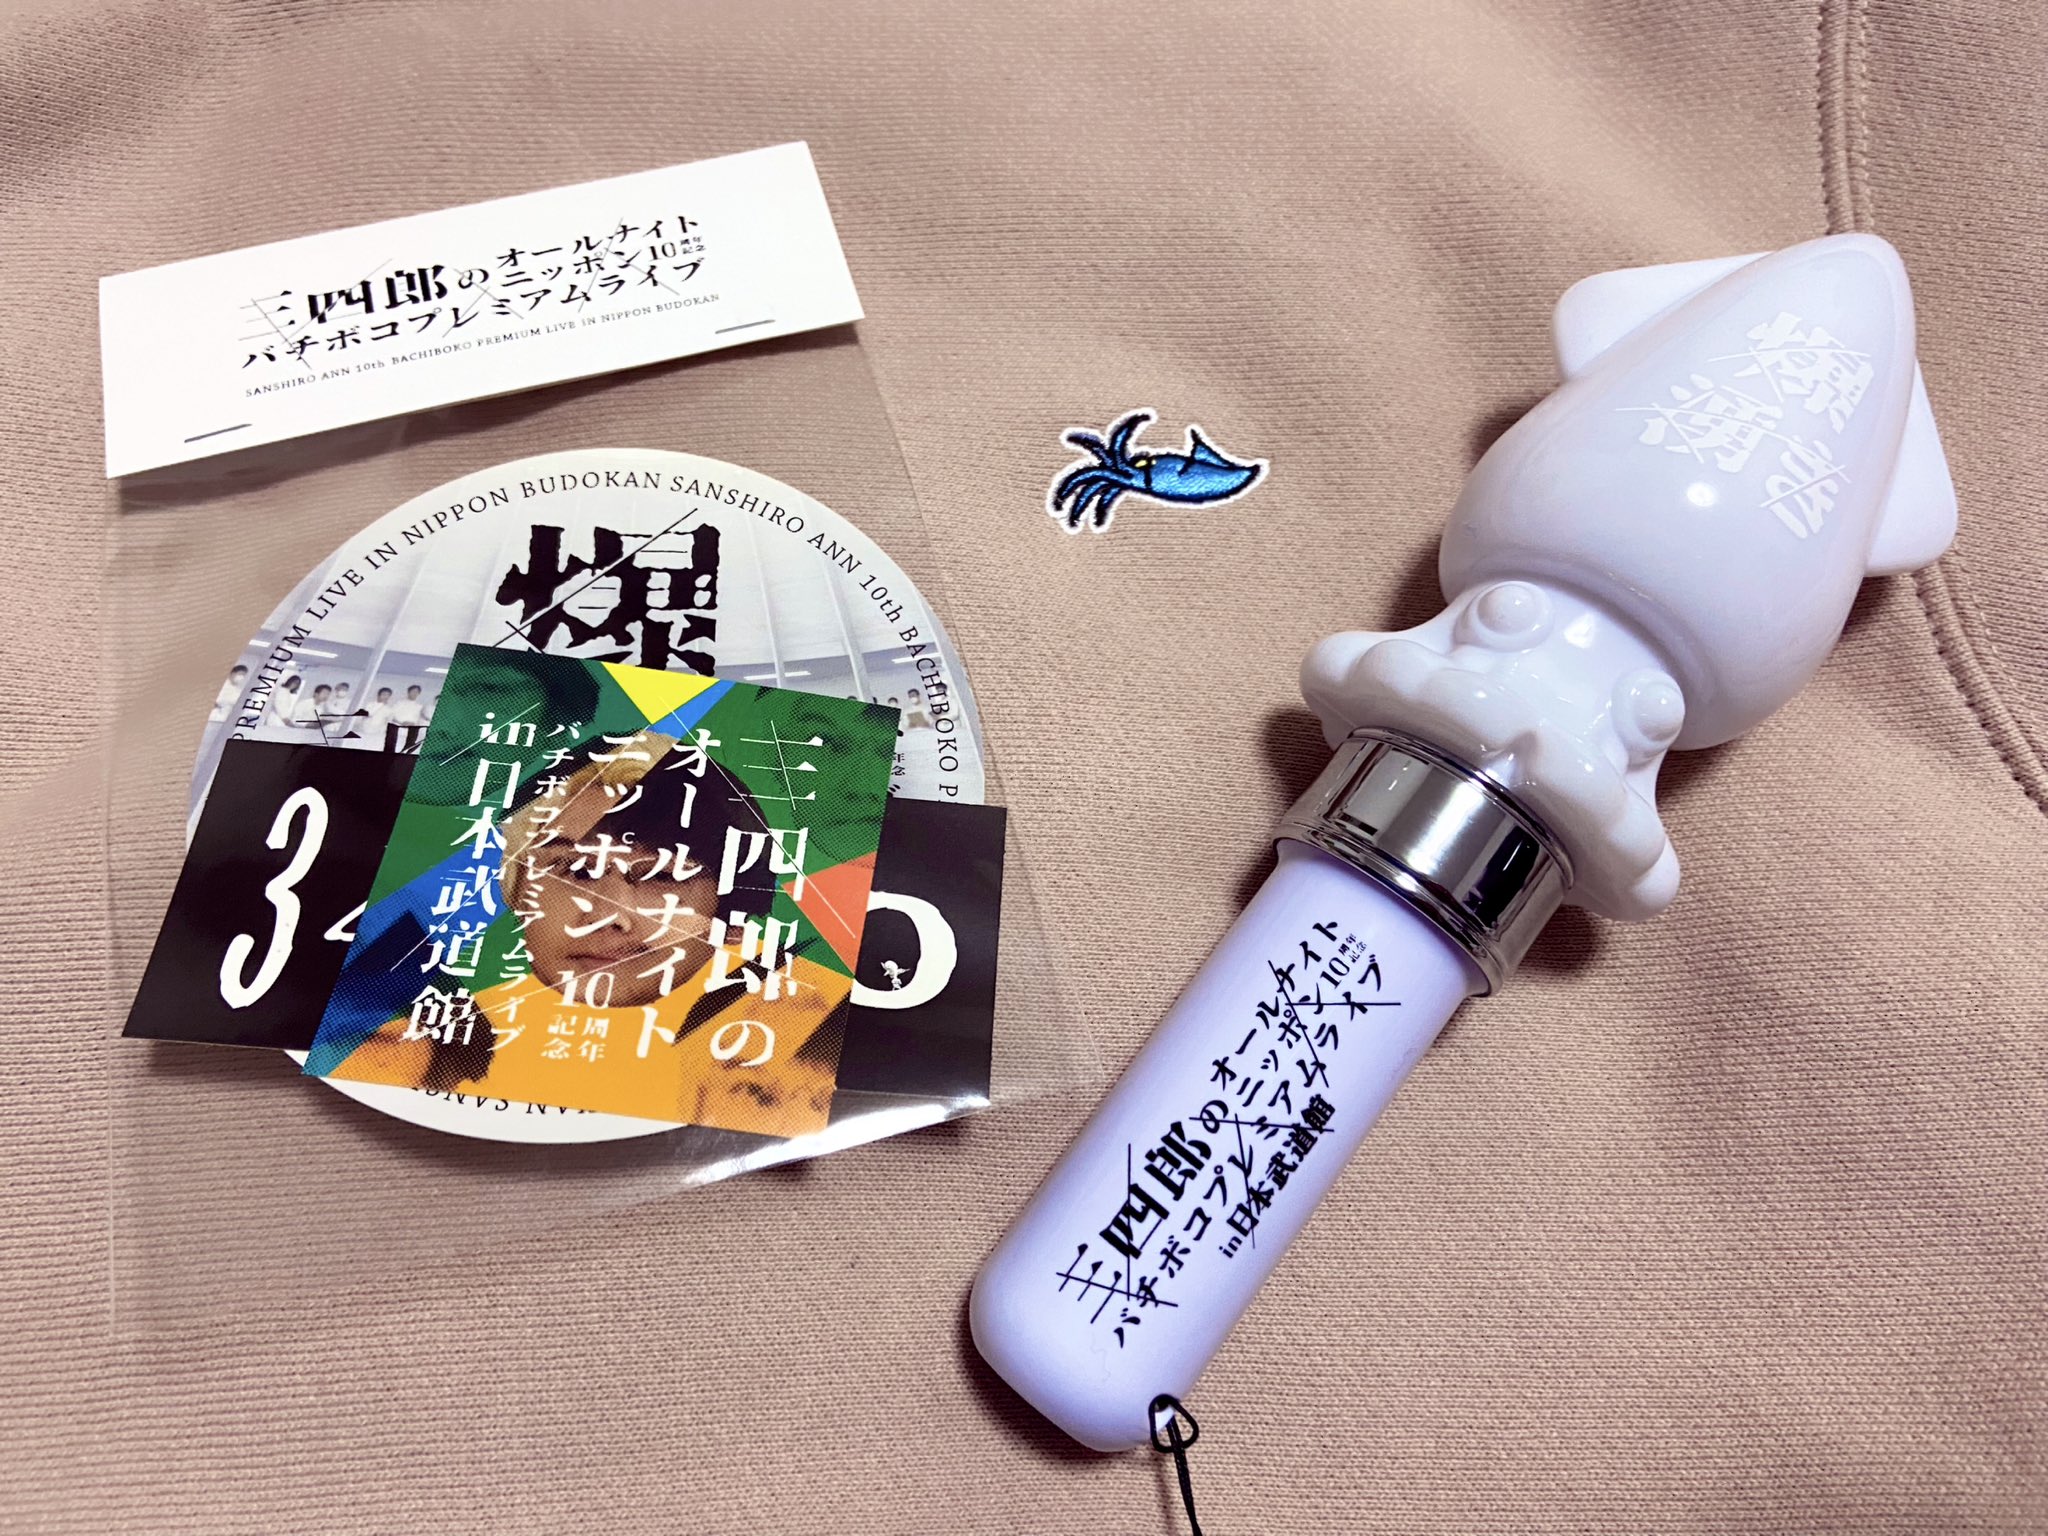 三四郎のオールナイトニッポン10周年記念
バチボコプレミアムライブ
SANSHIRO ANN 10th BACHIBOKO PREMIUM LIVE IN NIPPON BUDOKAN
PREMIUM LIVE IN NIPPON BUDOKAN SANSHIRO ANN 10th BACHIBOKO P
爆
三四
34
三四郎の
オールナイト
ニッポン10周年記念
バチボコプレミアムライブ
in日本武道館
三四郎のオールナイトニッポン10周年記念
バチボコプレミアムライブ
in日本武道館